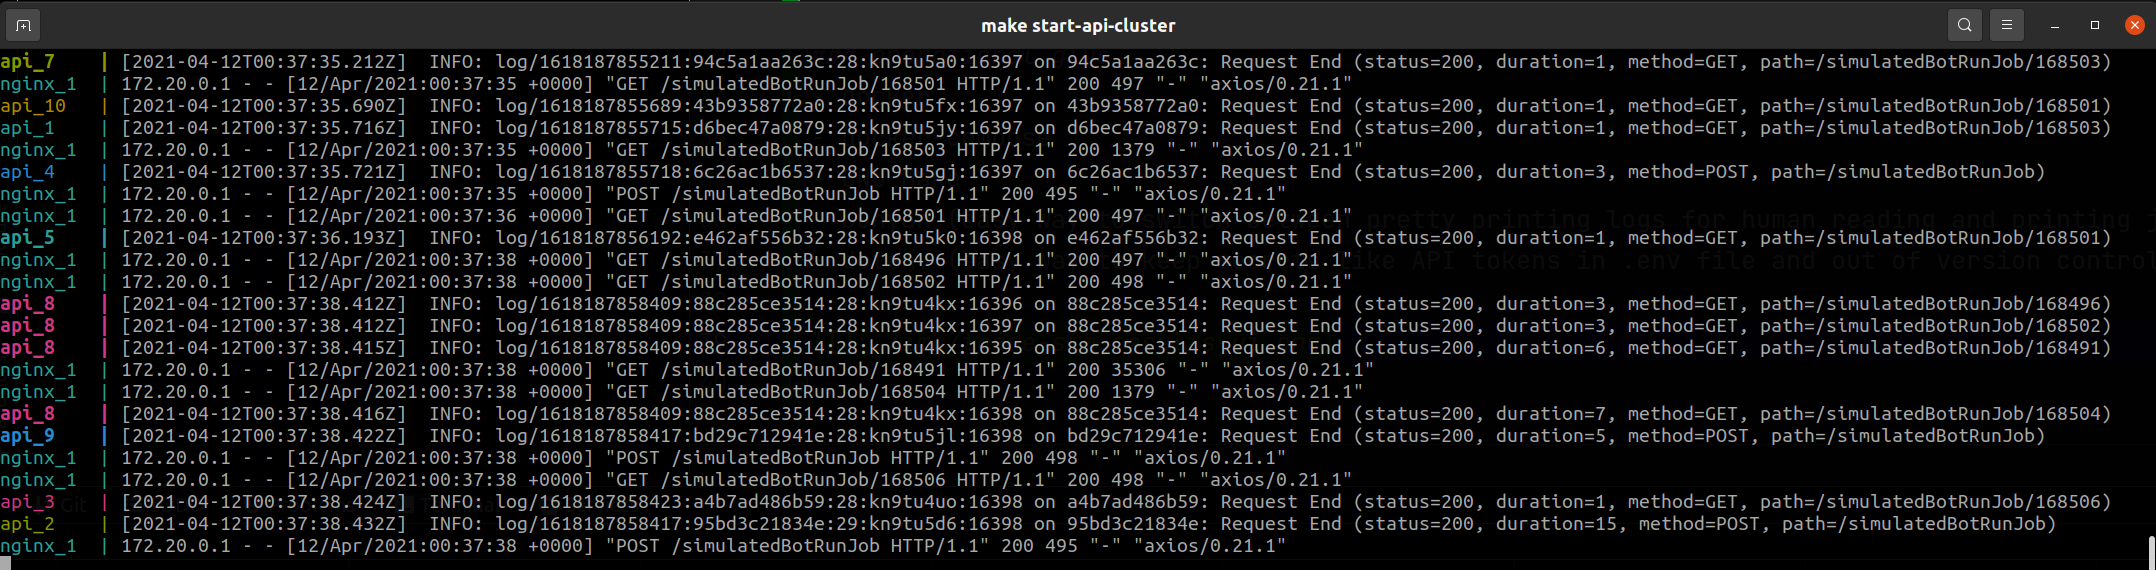 make start-api-cluster
api_7    | [2021-04-12T00:37:35.212Z]  INFO: log/1618187855211:94c5a1aa263c:28:kn9tu5a0:16397 on 94c5a1aa263c: Request End (status=200, duration=1, method=GET, path=/simulatedBotRunJob/168503)
nginx_1  | 172.20.0.1 - - [12/Apr/2021:00:37:35 +0000] "GET /simulatedBotRunJob/168501 HTTP/1.1" 200 497 "-" "axios/0.21.1"
api_10   | [2021-04-12T00:37:35.690Z]  INFO: log/1618187855689:43b9358772a0:28:kn9tu5fx:16397 on 43b9358772a0: Request End (status=200, duration=1, method=GET, path=/simulatedBotRunJob/168501)
api_1    | [2021-04-12T00:37:35.716Z]  INFO: log/1618187855715:d6bec47a0879:28:kn9tu5jy:16397 on d6bec47a0879: Request End (status=200, duration=1, method=GET, path=/simulatedBotRunJob/168503)
nginx_1  | 172.20.0.1 - - [12/Apr/2021:00:37:35 +0000] "GET /simulatedBotRunJob/168503 HTTP/1.1" 200 1379 "-" "axios/0.21.1"
api_4    | [2021-04-12T00:37:35.721Z]  INFO: log/1618187855718:6c26ac1b6537:28:kn9tu5gj:16397 on 6c26ac1b6537: Request End (status=200, duration=3, method=POST, path=/simulatedBotRunJob)
nginx_1  | 172.20.0.1 - - [12/Apr/2021:00:37:35 +0000] "POST /simulatedBotRunJob HTTP/1.1" 200 495 "-" "axios/0.21.1"
nginx_1  | 172.20.0.1 - - [12/Apr/2021:00:37:36 +0000] "GET /simulatedBotRunJob/168501 HTTP/1.1" 200 497 "-" "axios/0.21.1"
api_5    | [2021-04-12T00:37:36.193Z]  INFO: log/1618187856192:e462af556b32:28:kn9tu5k0:16398 on e462af556b32: Request End (status=200, duration=1, method=GET, path=/simulatedBotRunJob/168501)
nginx_1  | 172.20.0.1 - - [12/Apr/2021:00:37:38 +0000] "GET /simulatedBotRunJob/168496 HTTP/1.1" 200 497 "-" "axios/0.21.1"
nginx_1  | 172.20.0.1 - - [12/Apr/2021:00:37:38 +0000] "GET /simulatedBotRunJob/168502 HTTP/1.1" 200 498 "-" "axios/0.21.1"
api_8    | [2021-04-12T00:37:38.412Z]  INFO: log/1618187858409:88c285ce3514:28:kn9tu4kx:16396 on 88c285ce3514: Request End (status=200, duration=3, method=GET, path=/simulatedBotRunJob/168496)
api_8    | [2021-04-12T00:37:38.412Z]  INFO: log/1618187858409:88c285ce3514:28:kn9tu4kx:16397 on 88c285ce3514: Request End (status=200, duration=3, method=GET, path=/simulatedBotRunJob/168502)
api_8    | [2021-04-12T00:37:38.415Z]  INFO: log/1618187858409:88c285ce3514:28:kn9tu4kx:16395 on 88c285ce3514: Request End (status=200, duration=6, method=GET, path=/simulatedBotRunJob/168491)
nginx_1  | 172.20.0.1 - - [12/Apr/2021:00:37:38 +0000] "GET /simulatedBotRunJob/168491 HTTP/1.1" 200 35306 "-" "axios/0.21.1"
nginx_1  | 172.20.0.1 - - [12/Apr/2021:00:37:38 +0000] "GET /simulatedBotRunJob/168504 HTTP/1.1" 200 1379 "-" "axios/0.21.1"
api_8    | [2021-04-12T00:37:38.416Z]  INFO: log/1618187858409:88c285ce3514:28:kn9tu4kx:16398 on 88c285ce3514: Request End (status=200, duration=7, method=GET, path=/simulatedBotRunJob/168504)
api_9    | [2021-04-12T00:37:38.422Z]  INFO: log/1618187858417:bd29c712941e:28:kn9tu5jl:16398 on bd29c712941e: Request End (status=200, duration=5, method=POST, path=/simulatedBotRunJob)
nginx_1  | 172.20.0.1 - - [12/Apr/2021:00:37:38 +0000] "POST /simulatedBotRunJob HTTP/1.1" 200 498 "-" "axios/0.21.1"
nginx_1  | 172.20.0.1 - - [12/Apr/2021:00:37:38 +0000] "GET /simulatedBotRunJob/168506 HTTP/1.1" 200 498 "-" "axios/0.21.1"
api_3    | [2021-04-12T00:37:38.424Z]  INFO: log/1618187858423:a4b7ad486b59:28:kn9tu4uo:16398 on a4b7ad486b59: Request End (status=200, duration=1, method=GET, path=/simulatedBotRunJob/168506)
api_2    | [2021-04-12T00:37:38.432Z]  INFO: log/1618187858417:95bd3c21834e:29:kn9tu5d6:16398 on 95bd3c21834e: Request End (status=200, duration=15, method=POST, path=/simulatedBotRunJob)
nginx_1  | 172.20.0.1 - - [12/Apr/2021:00:37:38 +0000] "POST /simulatedBotRunJob HTTP/1.1" 200 495 "-" "axios/0.21.1"